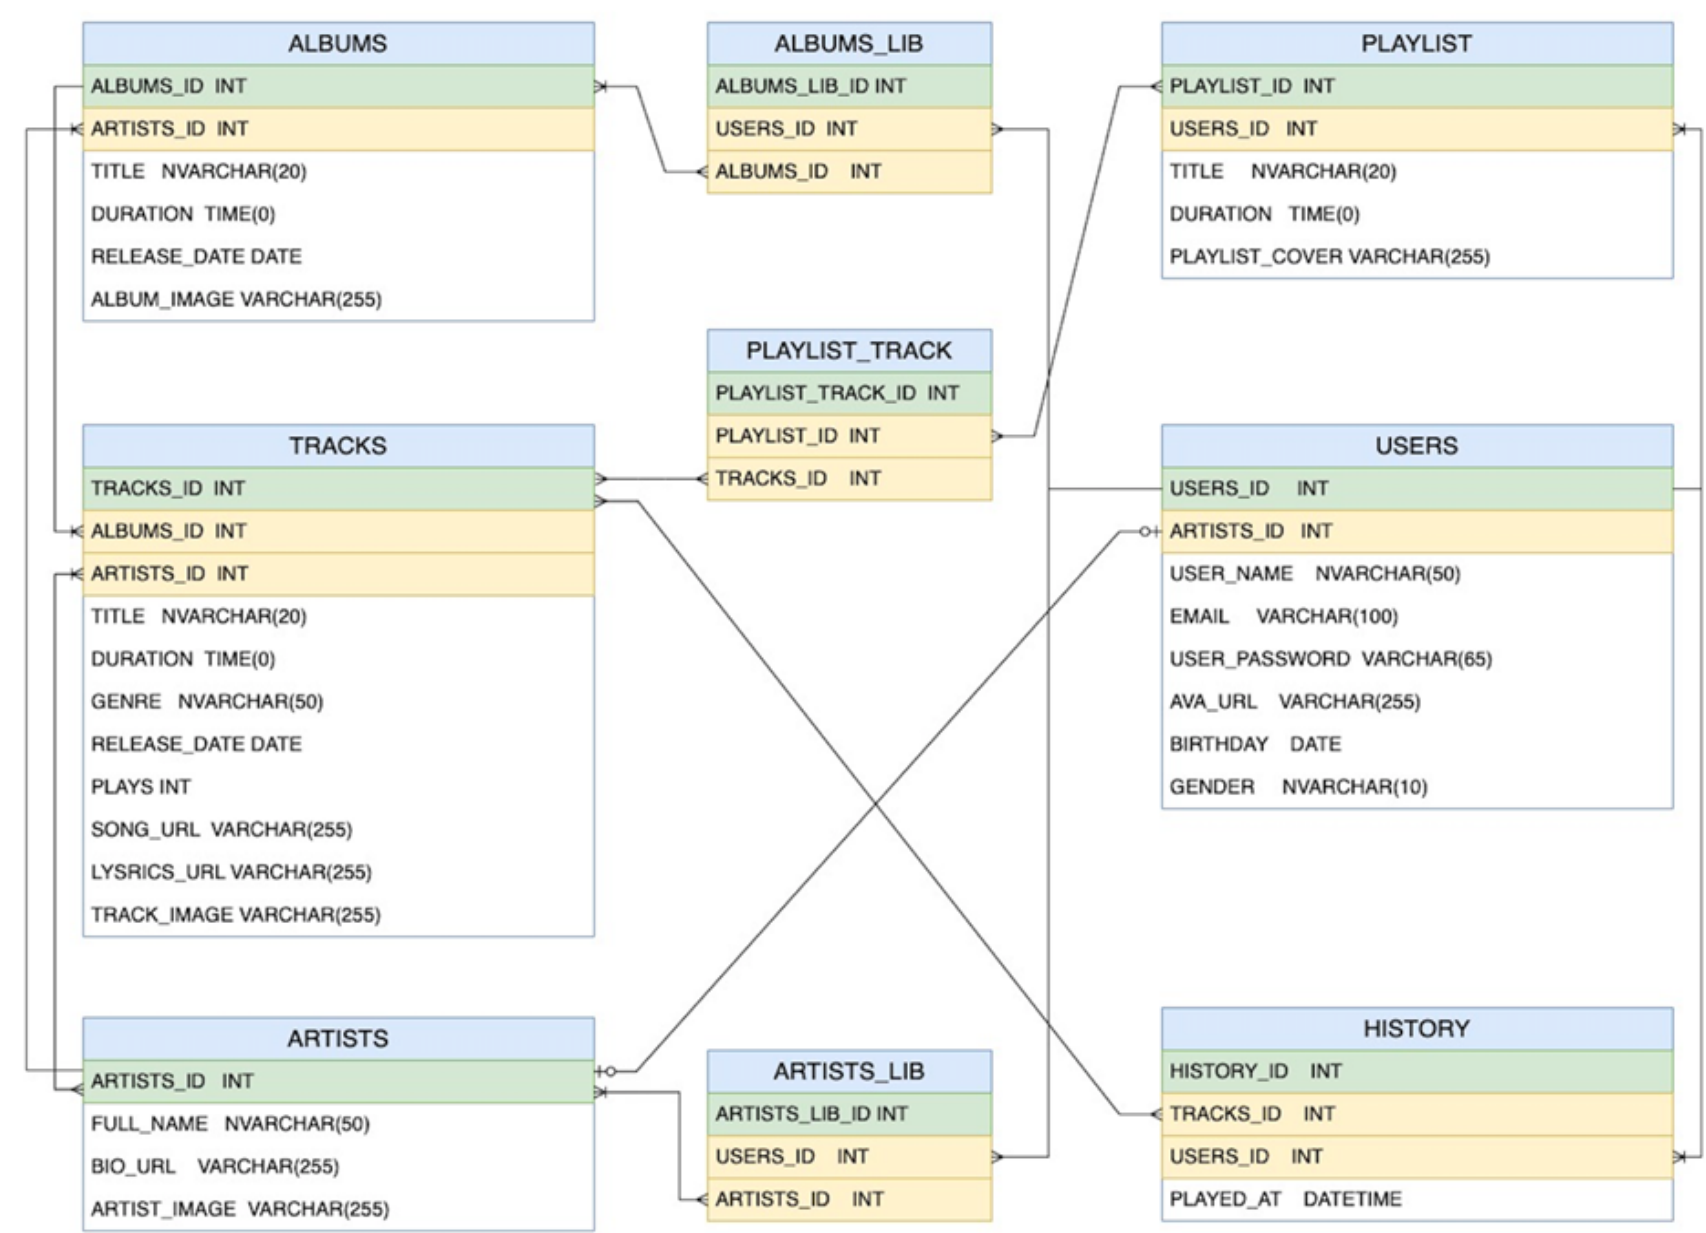 ALBUMS
ALBUMS_ID INT
ARTISTS_ID INT
TITLE NVARCHAR(20)
DURATION TIME(0)
RELEASE_DATE DATE
ALBUM_IMAGE VARCHAR(255)
ALBUMS_LIB
ALBUMS_LIB_ID INT
USERS_ID INT
ALBUMS_ID INT
PLAYLIST
PLAYLIST_ID INT
USERS_ID INT
TITLE NVARCHAR(20)
DURATION TIME(0)
PLAYLIST_COVER VARCHAR(255)
PLAYLIST_TRACK
PLAYLIST_TRACK_ID INT
PLAYLIST_ID INT
TRACKS_ID INT
TRACKS
TRACKS_ID INT
ALBUMS_ID INT
ARTISTS_ID INT
TITLE NVARCHAR(20)
DURATION TIME(0)
GENRE NVARCHAR(50)
RELEASE_DATE DATE
PLAYS INT
SONG_URL VARCHAR(255)
LYSRICS_URL VARCHAR(255)
TRACK_IMAGE VARCHAR(255)
USERS
USERS_ID INT
ARTISTS_ID INT
USER_NAME NVARCHAR(50)
EMAIL VARCHAR(100)
USER_PASSWORD VARCHAR(65)
AVA_URL VARCHAR(255)
BIRTHDAY DATE
GENDER NVARCHAR(10)
ARTISTS
ARTISTS_ID INT
FULL_NAME NVARCHAR(50)
BIO_URL VARCHAR(255)
ARTIST_IMAGE VARCHAR(255)
ARTISTS_LIB
ARTISTS_LIB_ID INT
USERS_ID INT
ARTISTS_ID INT
HISTORY
HISTORY_ID INT
TRACKS_ID INT
USERS_ID INT
PLAYED_AT DATETIME